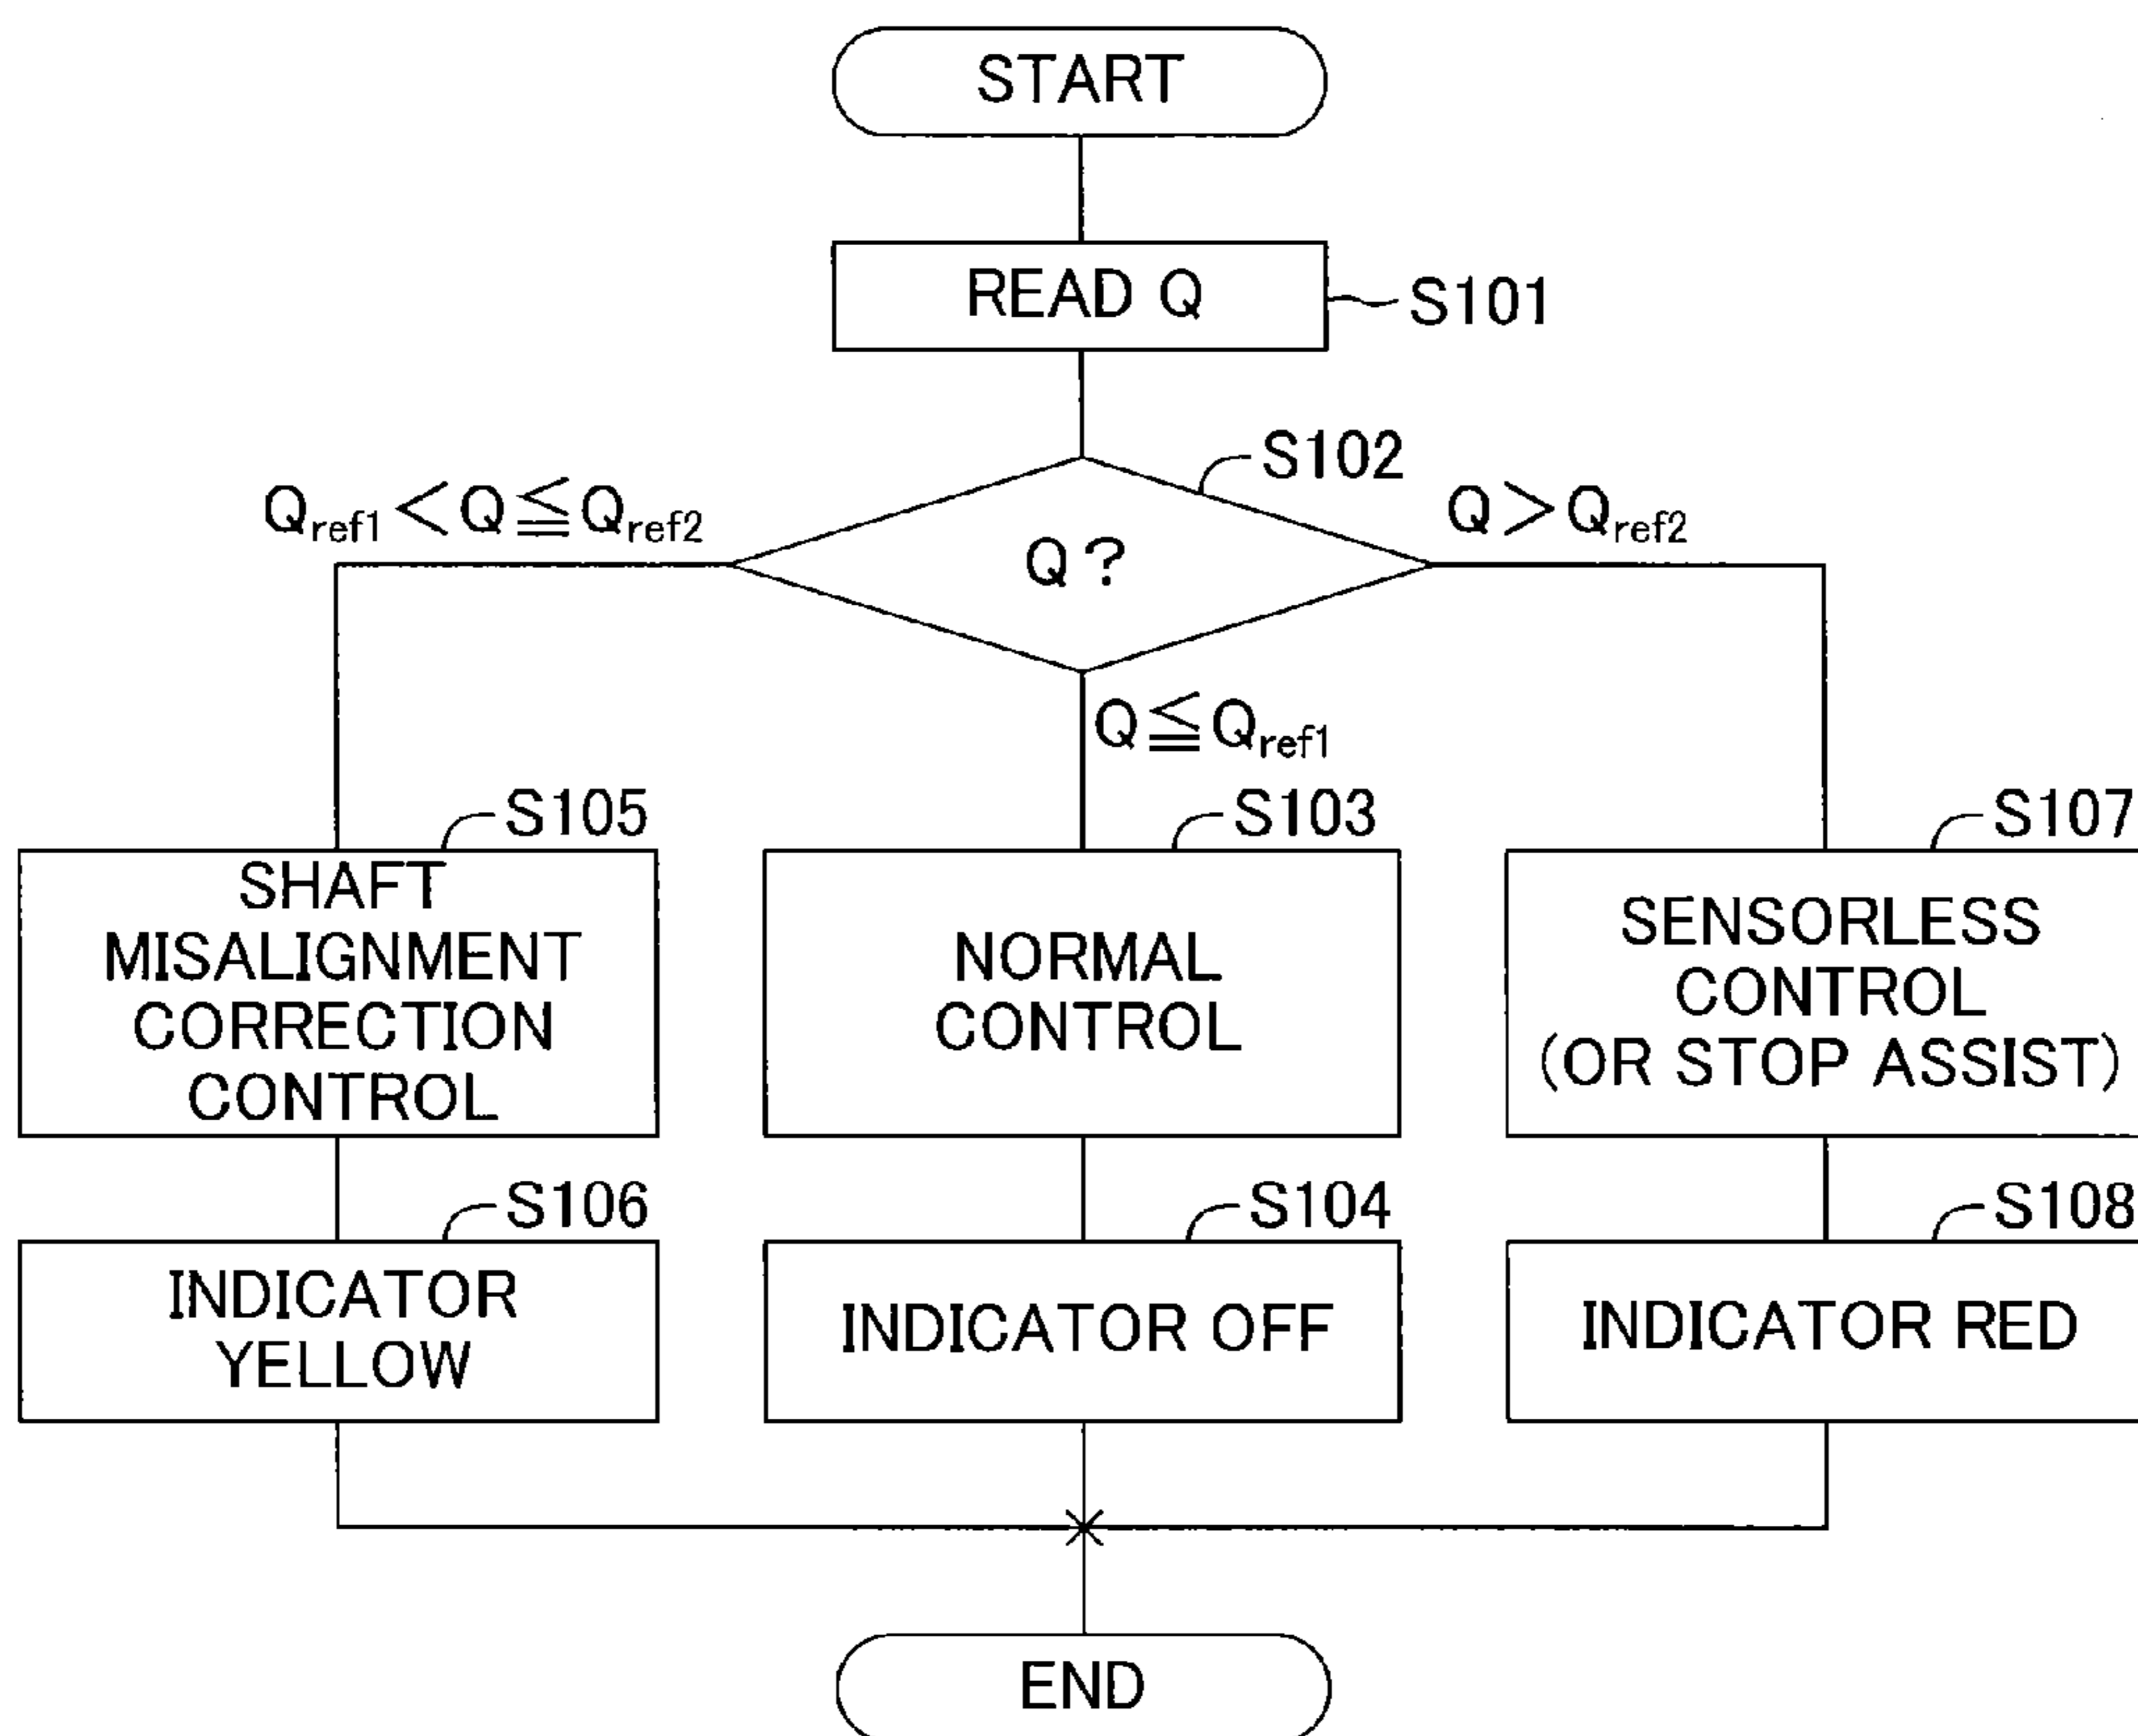 START
READ Q
S101
S102
Qref1<Q≦Qref2
Q>Qref2
Q?
Q≦Qref1
S105
S103
S107
SHAFT
MISALIGNMENT
CORRECTION
CONTROL
NORMAL
CONTROL
SENSORLESS
CONTROL
(OR STOP ASSIST)
S106
S104
S108
INDICATOR
YELLOW
INDICATOR OFF
INDICATOR RED
END